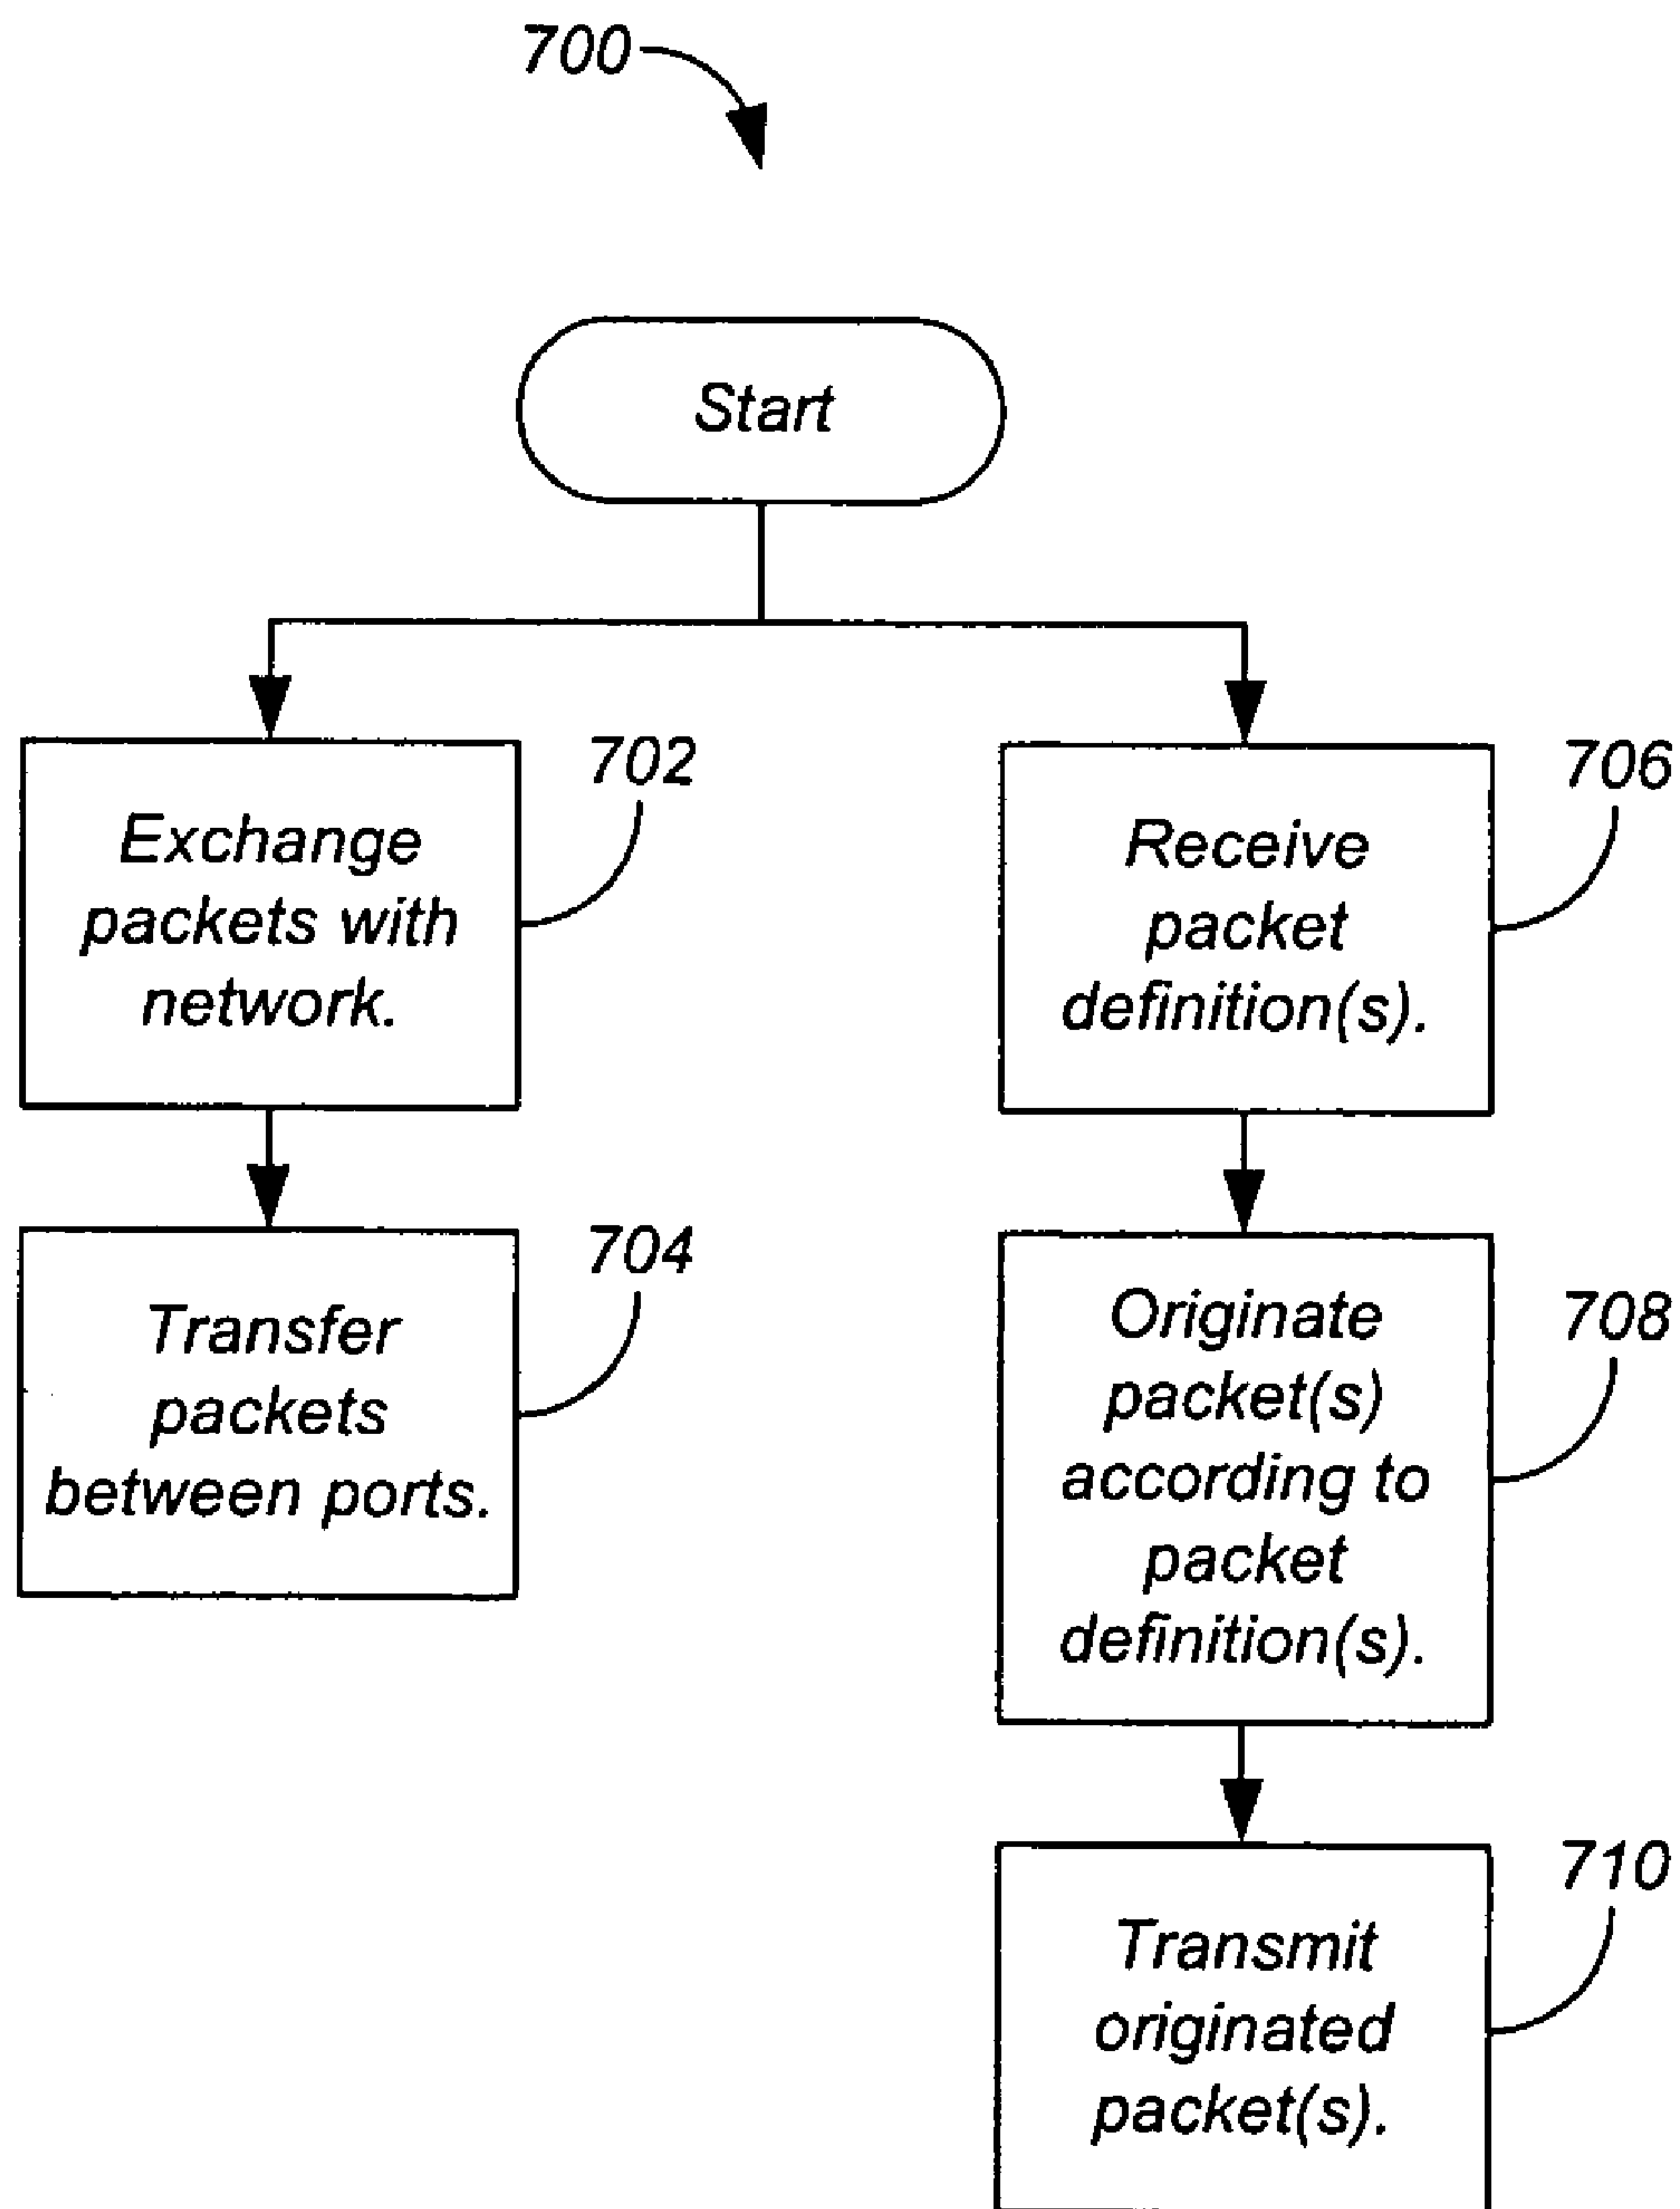 700
Start
702
Exchange
packets with
network.
704
Transfer
packets
between ports.
706
Receive
packet
definition(s).
708
Originate
packet(s)
according to
packet
definition(s).
710
Transmit
originated
packet(s).